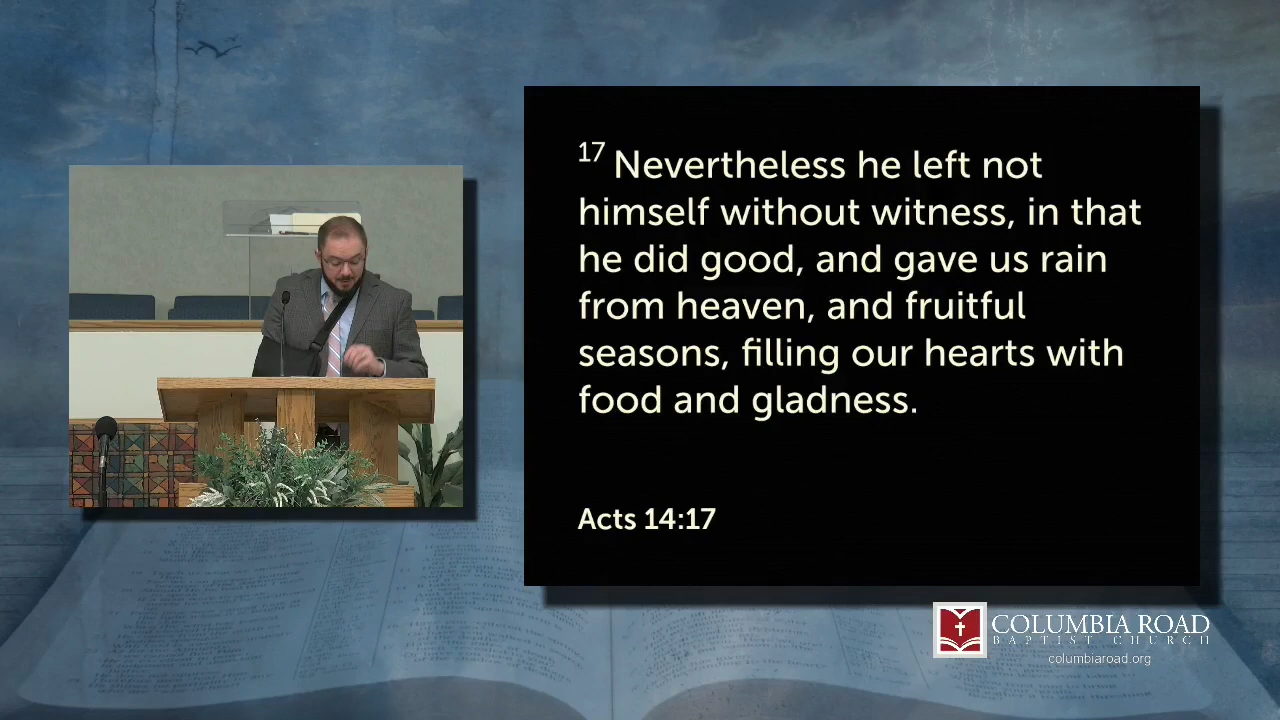 17 Nevertheless he left not
himself without witness, in that
he did good, and gave us rain
from heaven, and fruitful
seasons, filling our hearts with
food and gladness.
Acts 14:17
COLUMBIA ROAD
BAPTIST CHURCH
columbiaroad.org